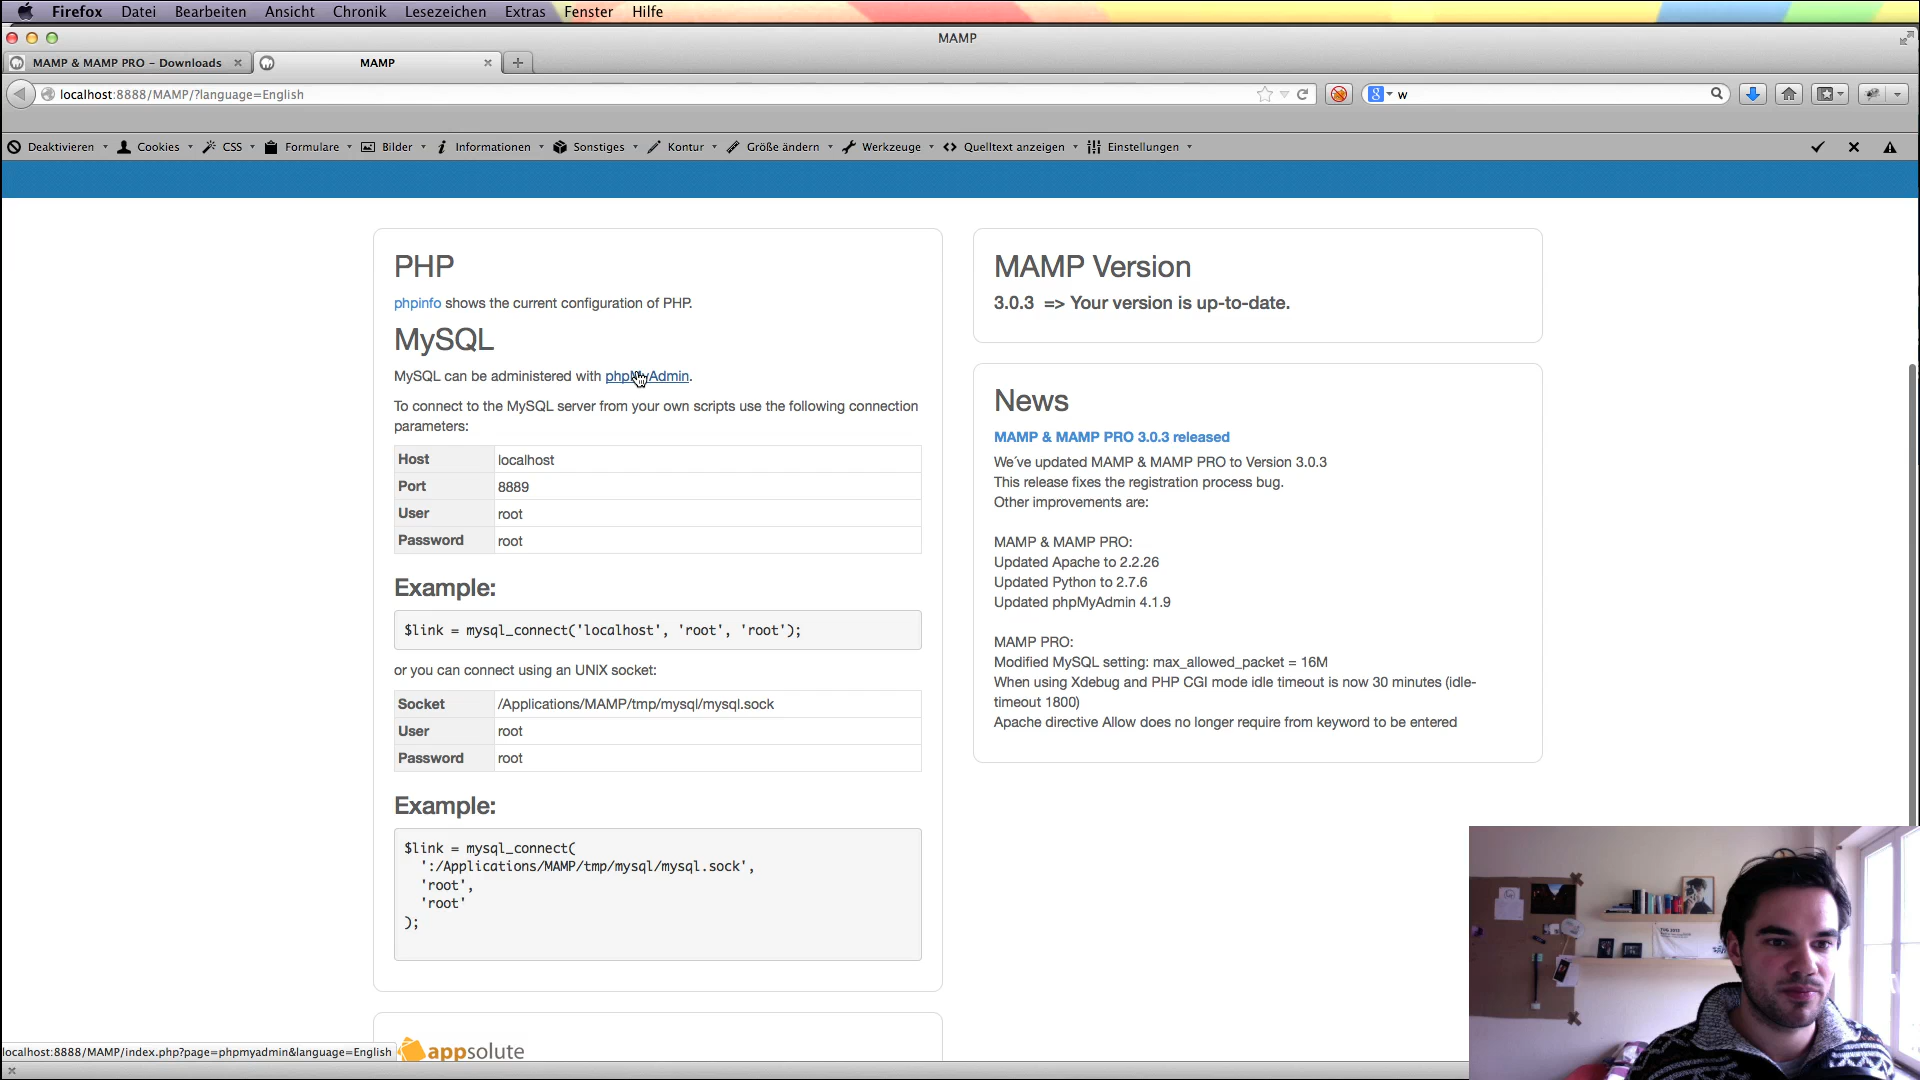 Firefox Datei Bearbeiten Ansicht Chronik Lesezeichen Extras Fenster Hilfe
MAMP
MAMP & MAMP PRO – Downloads
MAMP
localhost:8888/MAMP/?language=English
w
Deaktivieren Cookies CSS Formulare Bilder Informationen Sonstiges Kontur Größe ändern Werkzeuge Quelltext anzeigen Einstellungen
PHP
phpinfo shows the current configuration of PHP.
MySQL
MySQL can be administered with phpMyAdmin.
To connect to the MySQL server from your own scripts use the following connection
parameters:
Host localhost
Port 8889
User root
Password root
Example:
$link = mysql_connect('localhost', 'root', 'root');
or you can connect using an UNIX socket:
Socket /Applications/MAMP/tmp/mysql/mysql.sock
User root
Password root
Example:
$link = mysql_connect(
':/Applications/MAMP/tmp/mysql/mysql.sock',
'root',
'root'
);
appsolute
MAMP Version
3.0.3 => Your version is up-to-date.
News
MAMP & MAMP PRO 3.0.3 released
We´ve updated MAMP & MAMP PRO to Version 3.0.3
This release fixes the registration process bug.
Other improvements are:
MAMP & MAMP PRO:
Updated Apache to 2.2.26
Updated Python to 2.7.6
Updated phpMyAdmin 4.1.9
MAMP PRO:
Modified MySQL setting: max_allowed_packet = 16M
When using Xdebug and PHP CGI mode idle timeout is now 30 minutes (idle-
timeout 1800)
Apache directive Allow does no longer require from keyword to be entered
localhost:8888/MAMP/index.php?page=phpmyadmin&language=English